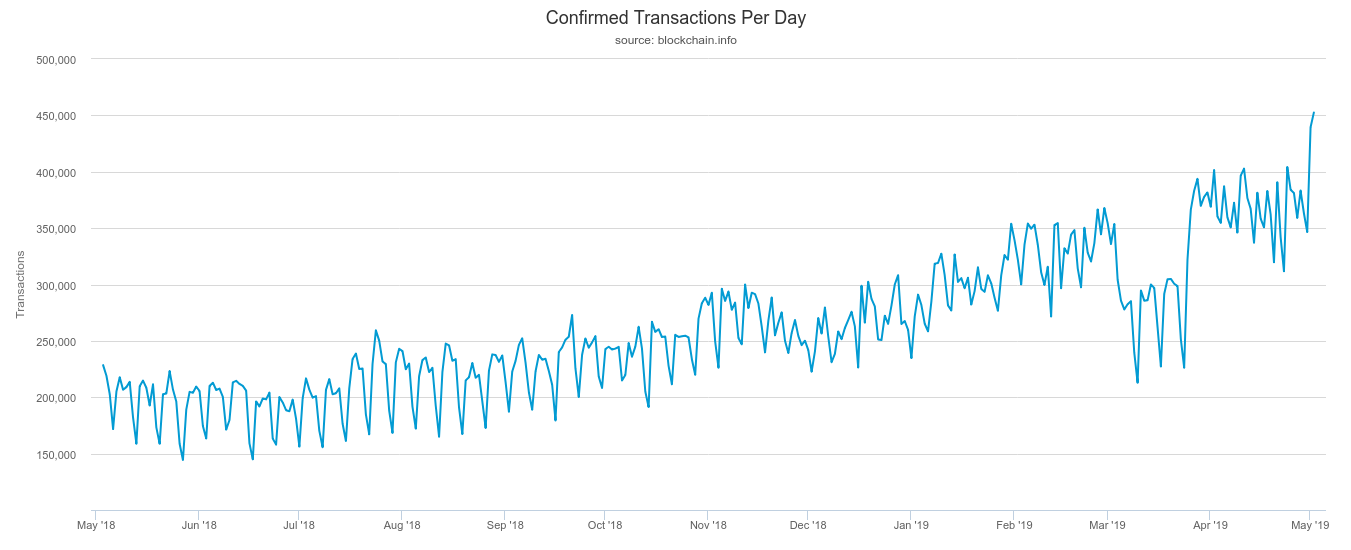 Confirmed Transactions Per Day
source: blockchain.info
500,000
450,000
400,000
350,000
300,000
250,000
200,000
150,000
Transactions
May '18 Jun '18 Jul '18 Aug '18 Sep '18 Oct '18 Nov '18 Dec '18 Jan '19 Feb '19 Mar '19 Apr '19 May '19